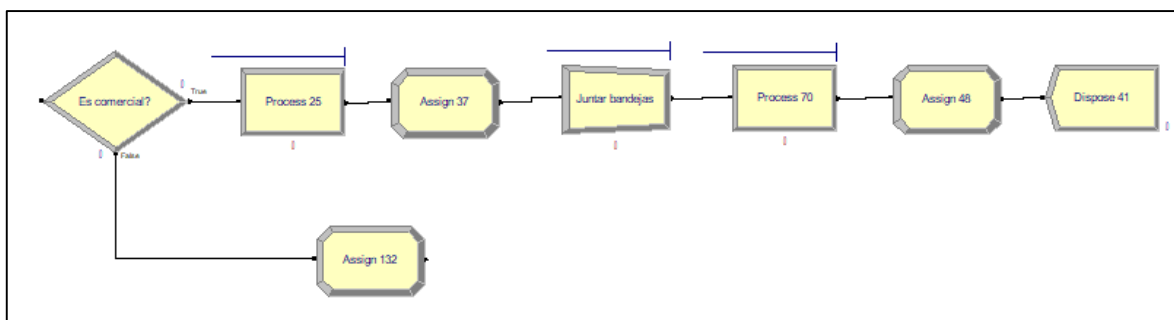 Es comercial?
True
False
Process 25
Assign 37
Juntar bandejas
Process 70
Assign 48
Dispose 41
Assign 132